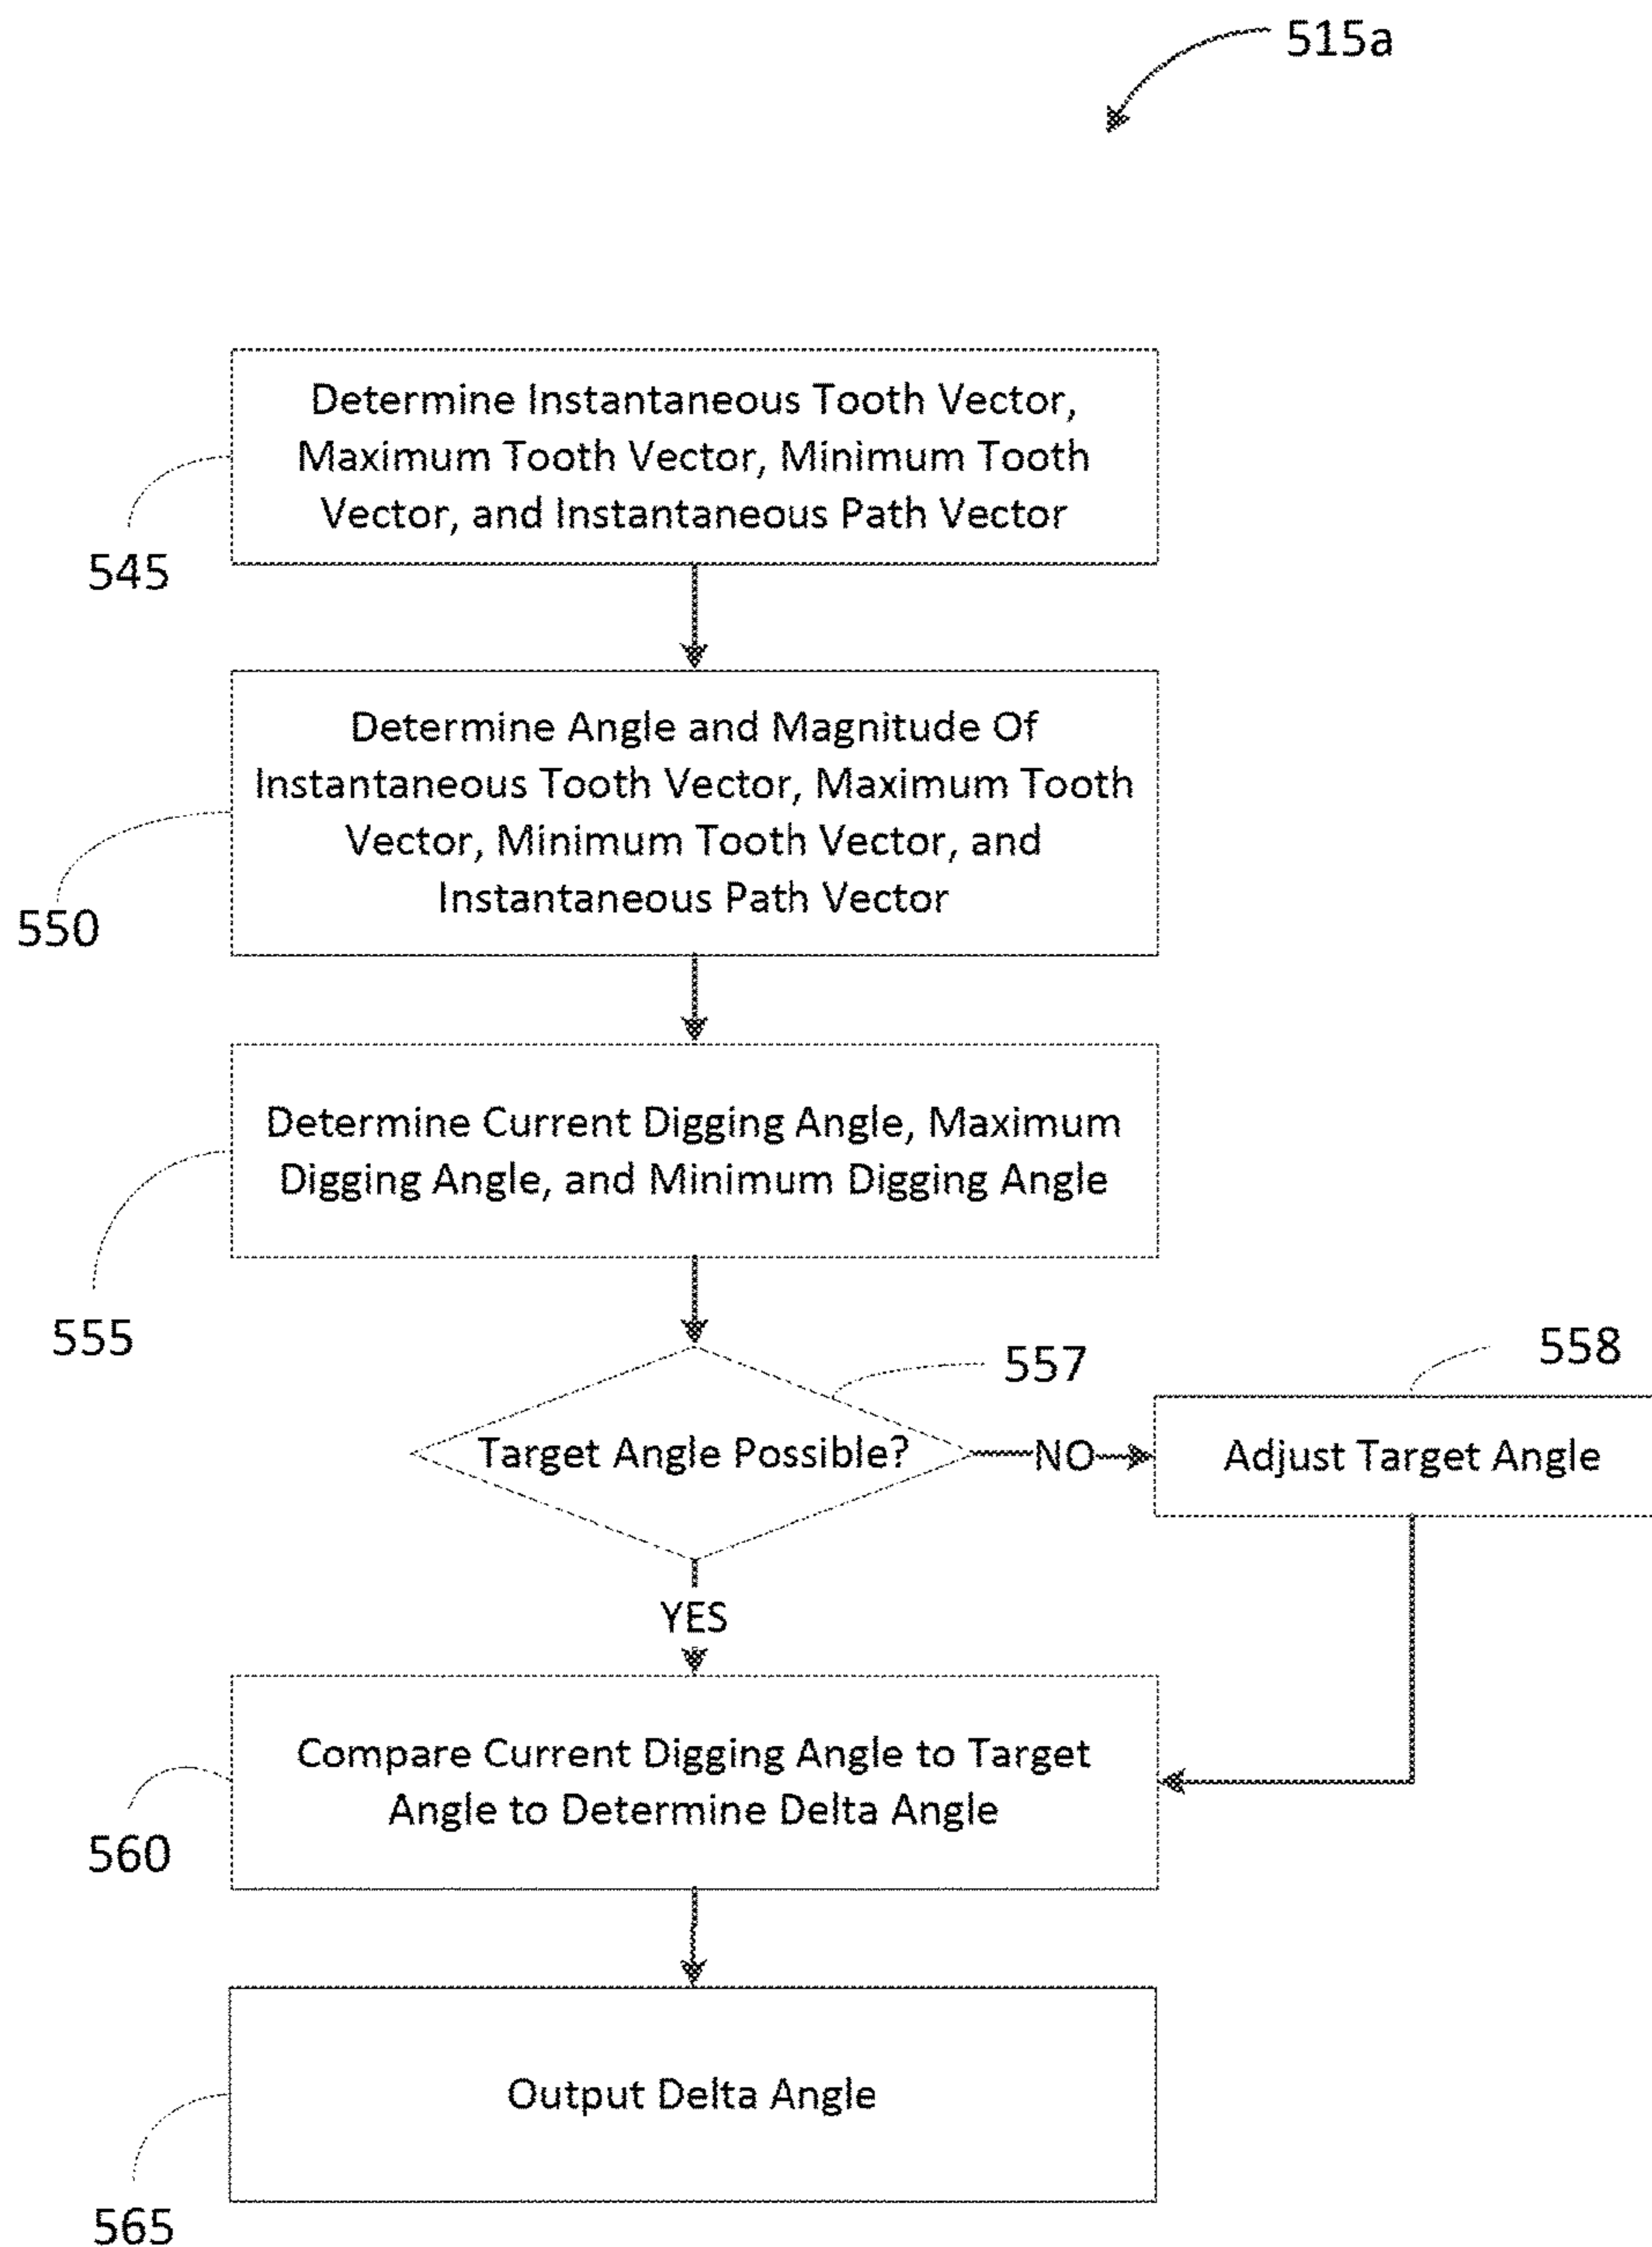 515a
Determine Instantaneous Tooth Vector,
Maximum Tooth Vector, Minimum Tooth
Vector, and Instantaneous Path Vector
545
Determine Angle and Magnitude Of
Instantaneous Tooth Vector, Maximum Tooth
Vector, Minimum Tooth Vector, and
Instantaneous Path Vector
550
Determine Current Digging Angle, Maximum
Digging Angle, and Minimum Digging Angle
555
557
558
Target Angle Possible?
NO
Adjust Target Angle
YES
Compare Current Digging Angle to Target
Angle to Determine Delta Angle
560
Output Delta Angle
565